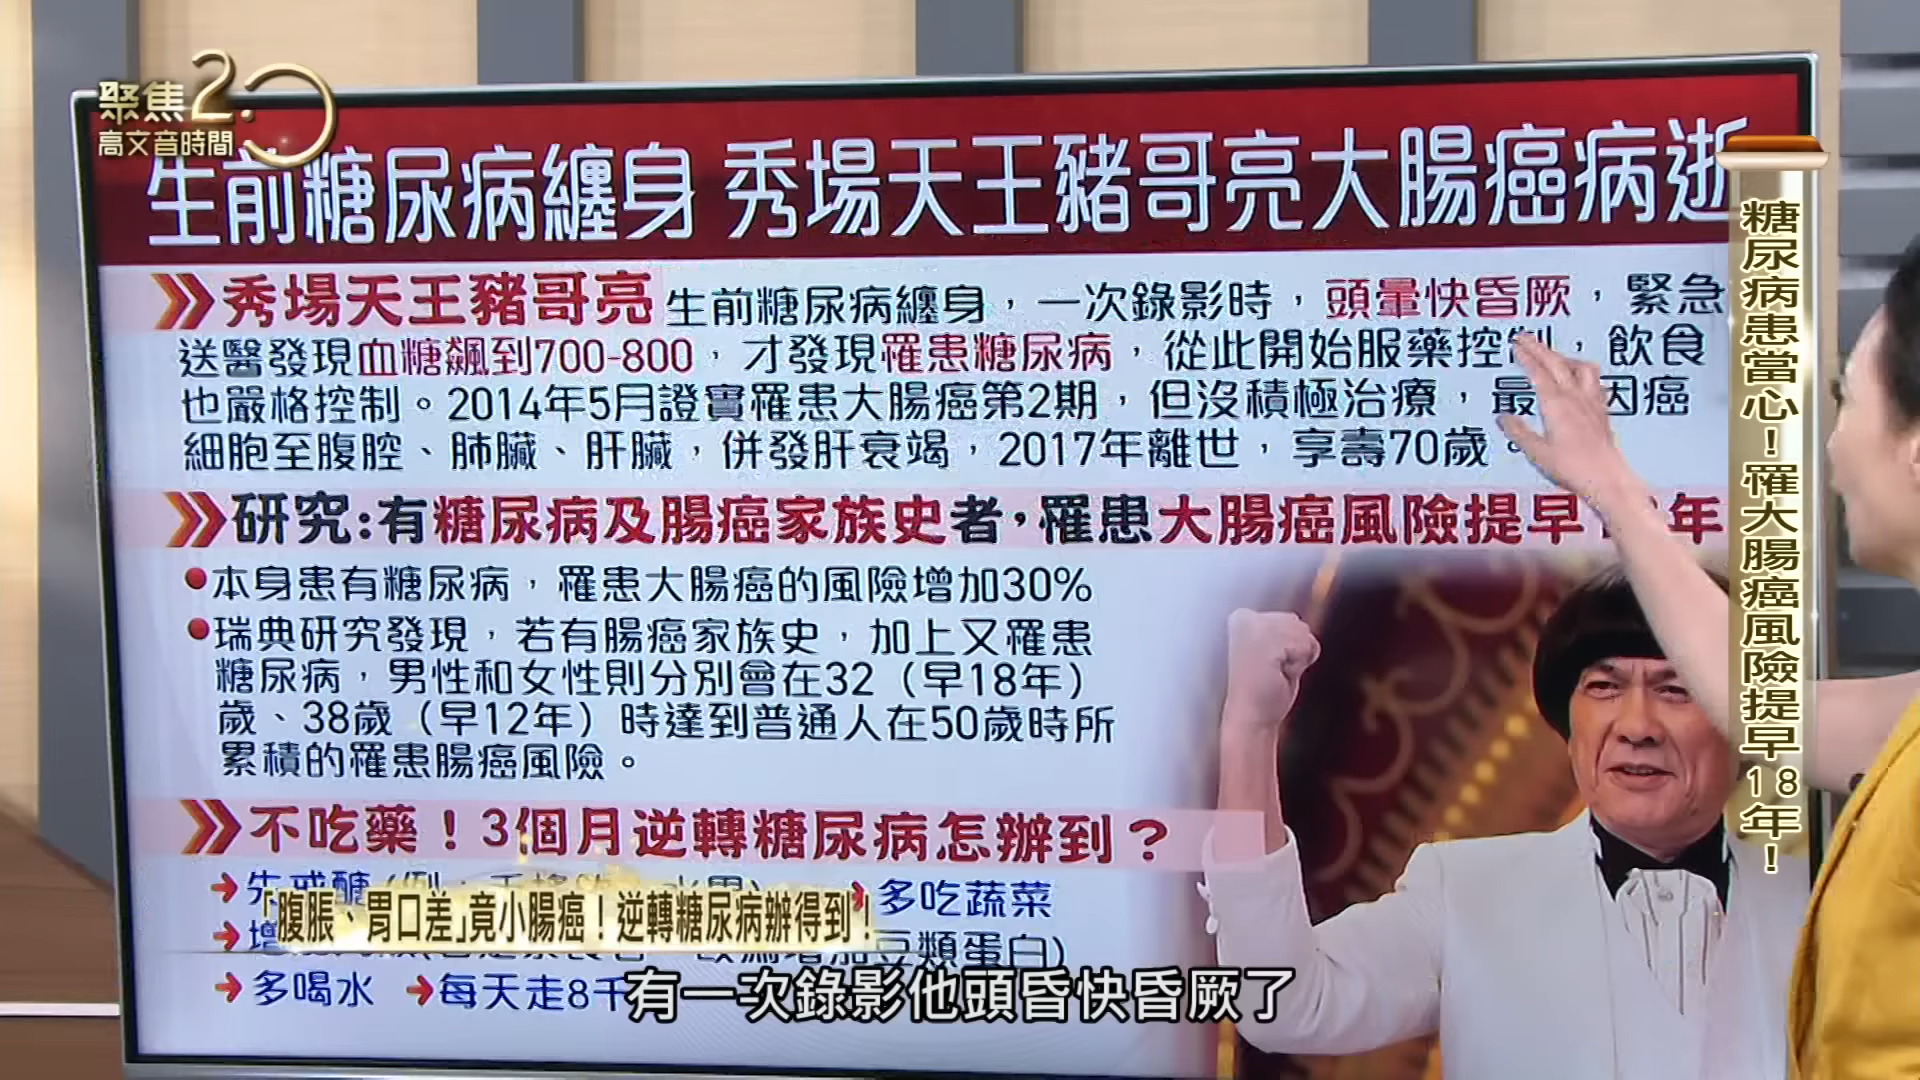 聚焦2.0
高文音時間
生前糖尿病纏身 秀場天王豬哥亮大腸癌病逝
秀場天王豬哥亮 生前糖尿病纏身，一次錄影時，頭暈快昏厥，緊急
送醫發現血糖飆到700-800，才發現罹患糖尿病，從此開始服藥控制，飲食
也嚴格控制。2014年5月證實罹患大腸癌第2期，但沒積極治療，最 因癌
細胞至腹腔、肺臟、肝臟，併發肝衰竭，2017年離世，享壽70歲。
研究:有糖尿病及腸癌家族史者，罹患大腸癌風險提早 年
本身患有糖尿病，罹患大腸癌的風險增加30%
瑞典研究發現，若有腸癌家族史，加上又罹患
糖尿病，男性和女性則分別會在32（早18年）
歲、38歲（早12年）時達到普通人在50歲時所
累積的罹患腸癌風險。
不吃藥！3個月逆轉糖尿病怎辦到？
多吃蔬菜
豆類蛋白)
多喝水 每天走8千
「腹脹、胃口差」竟小腸癌！逆轉糖尿病辦得到！
有一次錄影他頭昏快昏厥了
糖尿病患當心！罹大腸癌風險提早18年！